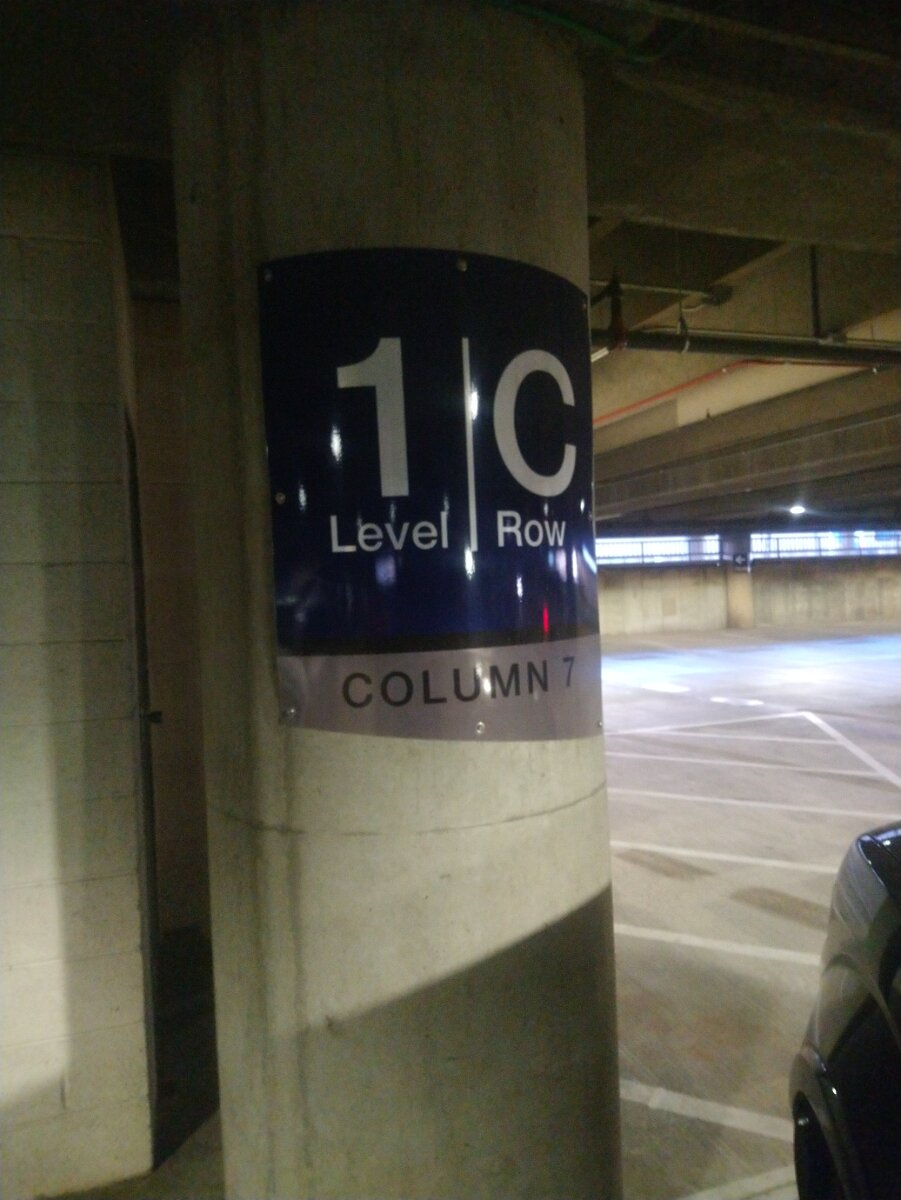 1 | C
Level | Row
COLUMN 7